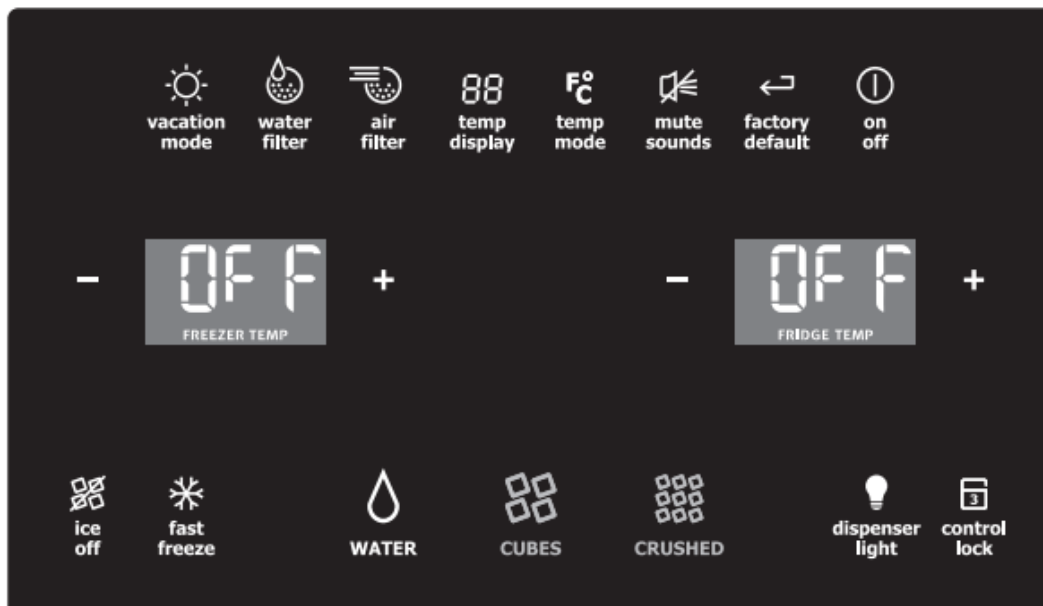 88 F°C
vacation water air temp temp mute factory on
mode filter filter display mode sounds default off
- OFF + - OFF +
FREEZER TEMP FRIDGE TEMP
3
ice fast dispenser control
off freeze WATER CUBES CRUSHED light lock